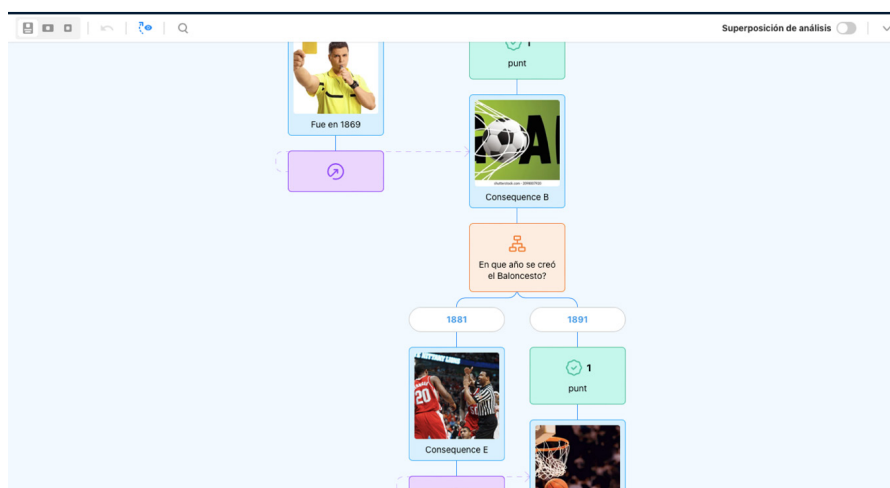 Superposición de análisis
1
punt
Fue en 1869
Consequence B
En que año se creó
el Baloncesto?
1881
1891
20
1
punt
Consequence E